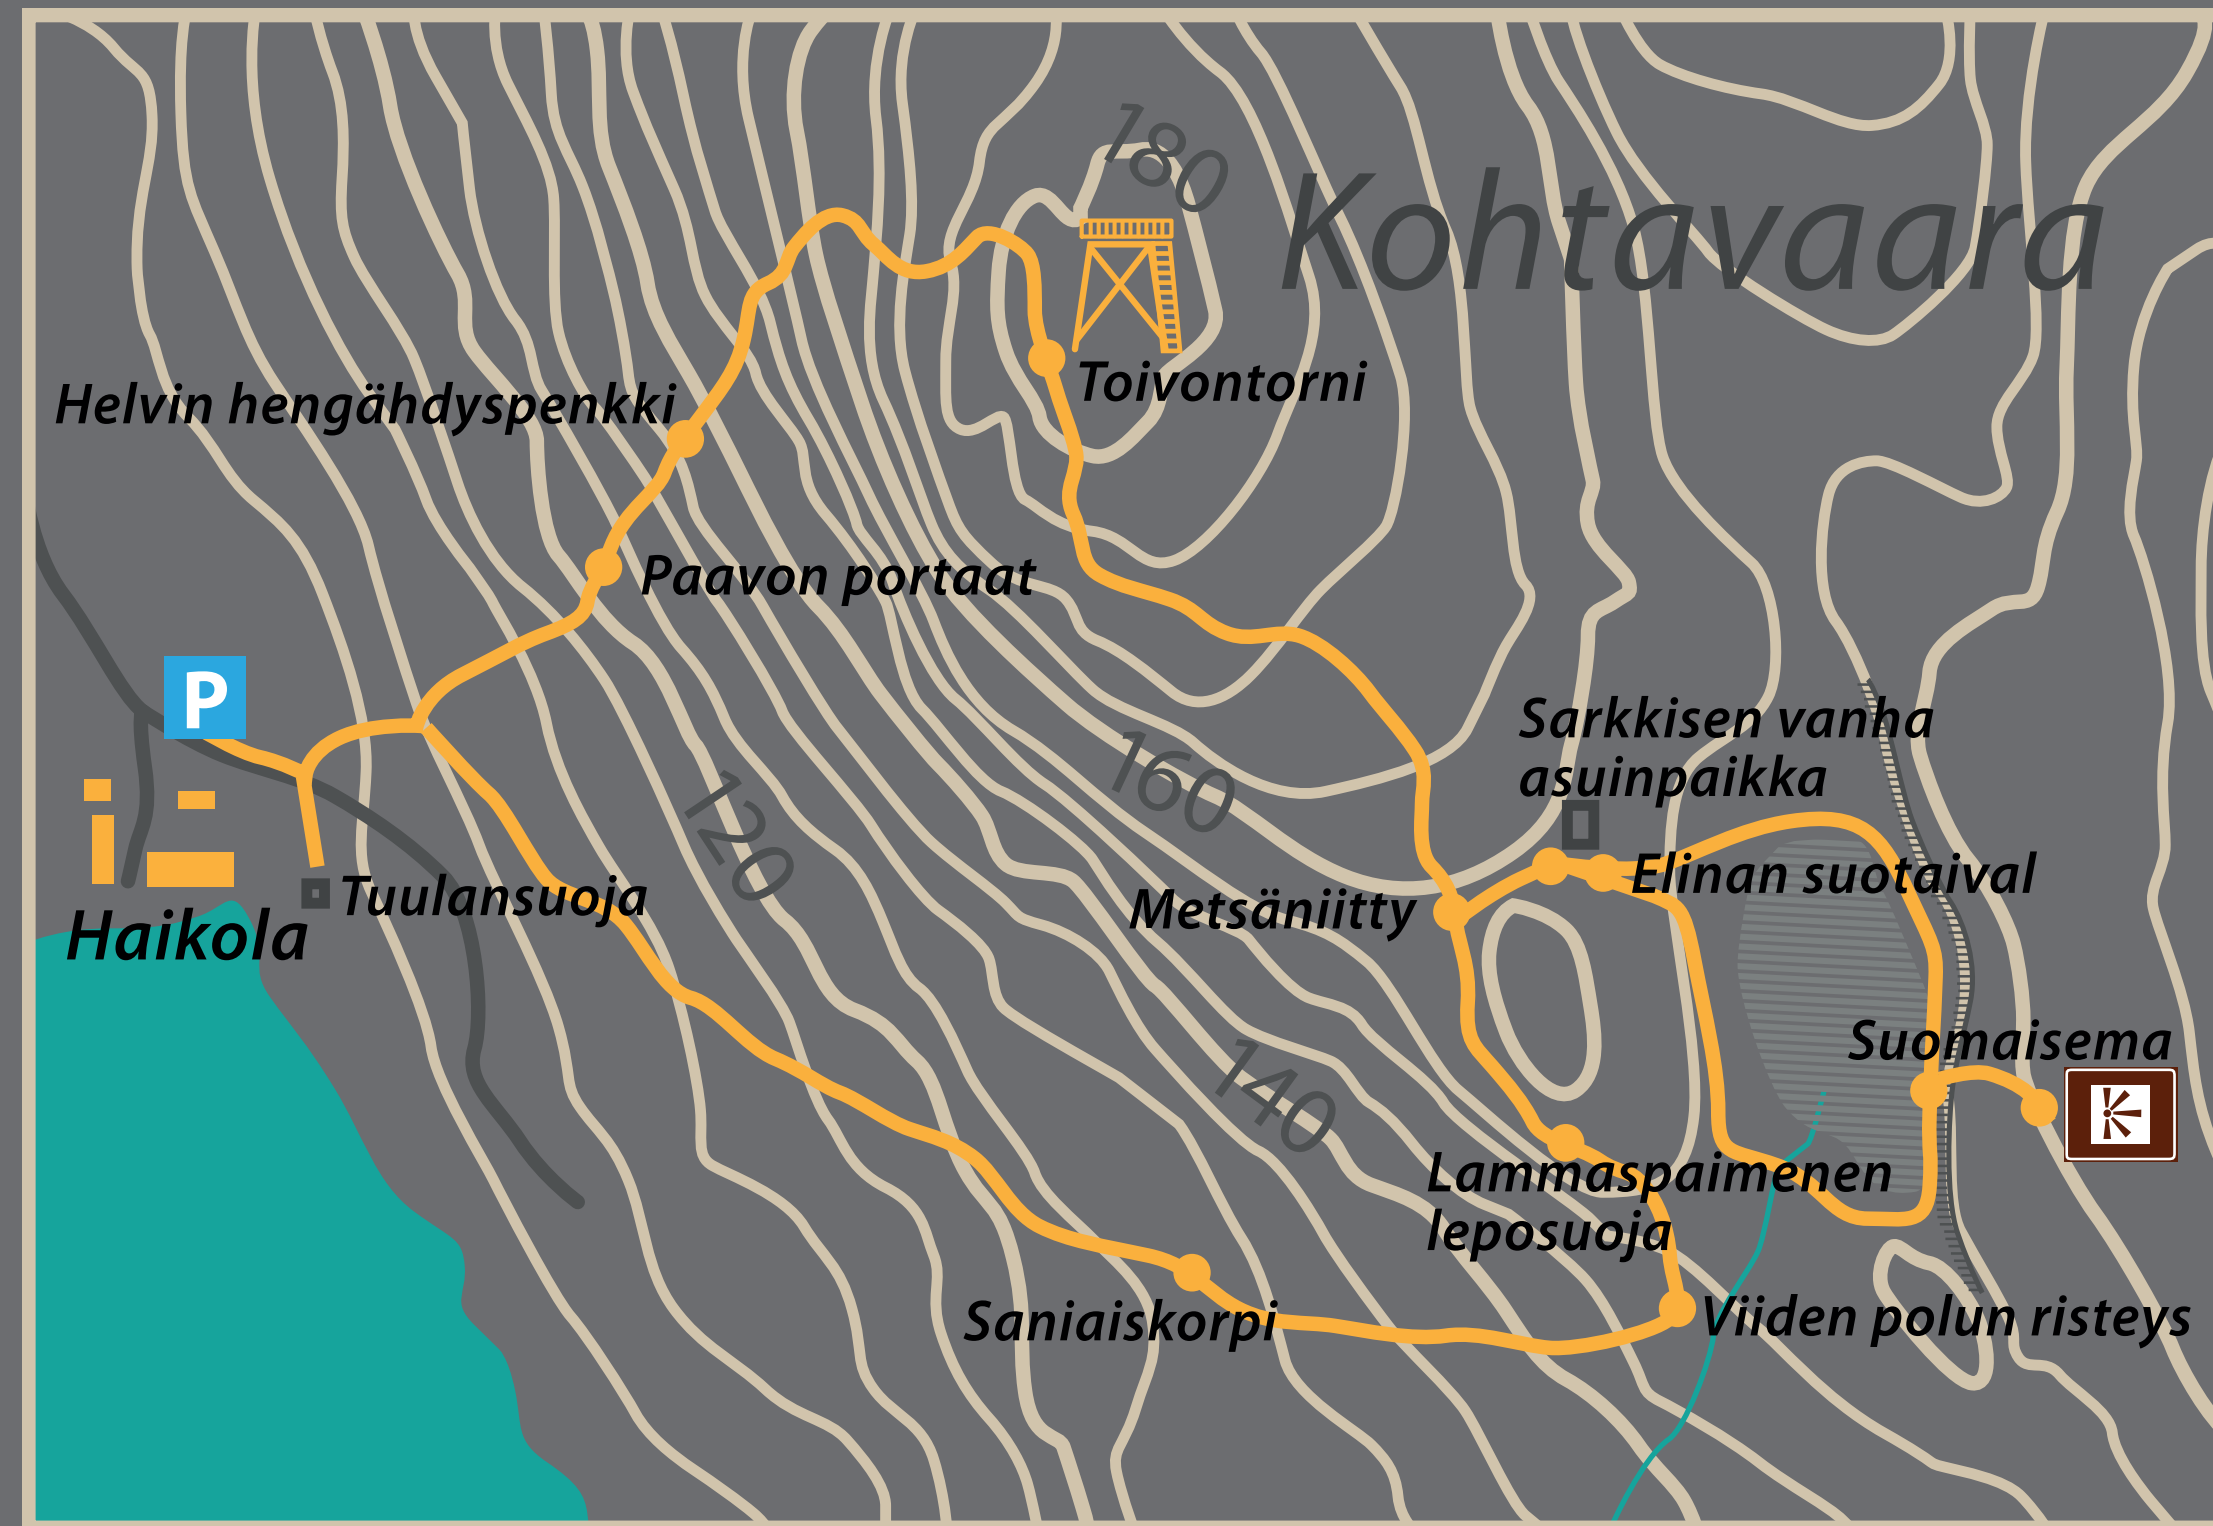 180
Kohtavaara
Toivontorni
Helvin hengähdyspenkki
Paavon portaat
P
Sarkkisen vanha
asuinpaikka
160
120
Elinan suotaival
Tuulansuoja
Metsäniitty
Haikola
Suomaisema
140
Lammaspaimenen
leposuoja
Saniaiskorpi
Viiden polun risteys